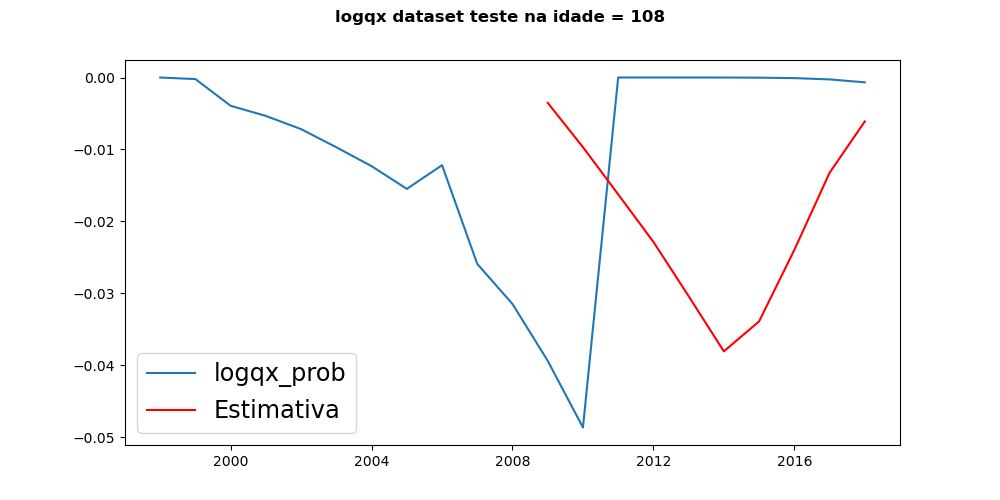 logqx dataset teste na idade = 108
0.00
−0.01
−0.02
−0.03
−0.04
−0.05
logqx_prob
Estimativa
2000 2004 2008 2012 2016